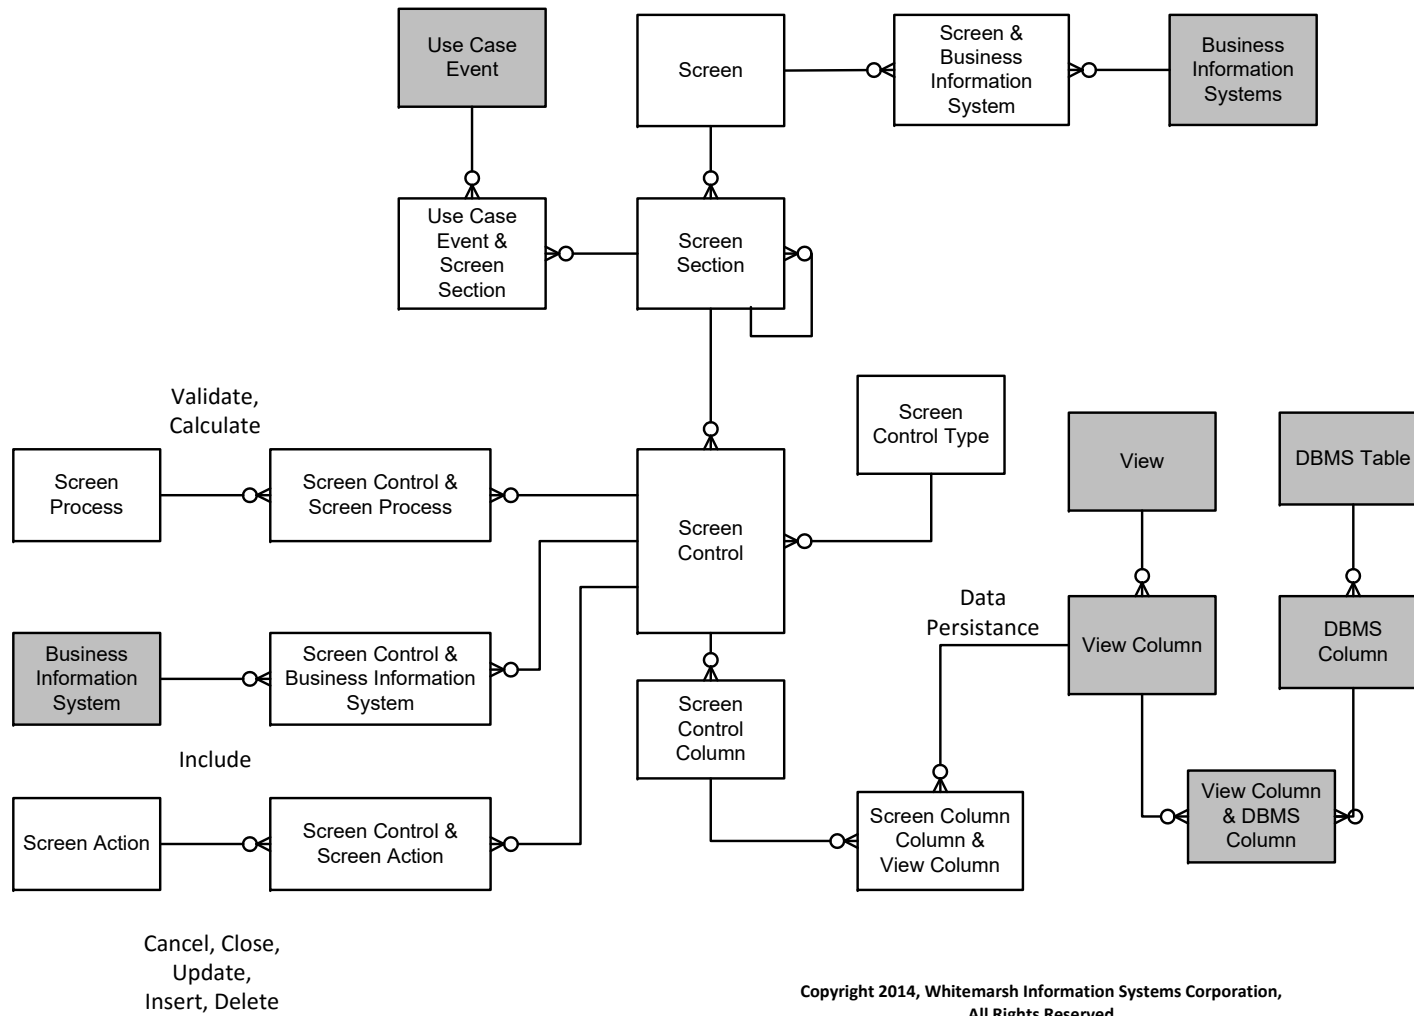 Use Case
Event
Screen
Screen &
Business
Information
System
Business
Information
Systems
Use Case
Event &
Screen
Section
Screen
Section
Validate,
Calculate
Screen
Control Type
View
DBMS Table
Screen
Process
Screen Control &
Screen Process
Screen
Control
Data
Persistance
View Column
DBMS
Column
Business
Information
System
Screen Control &
Business Information
System
Screen
Control
Column
Include
Screen Action
Screen Control &
Screen Action
Screen Column
Column &
View Column
View Column
& DBMS
Column
Cancel, Close,
Update,
Insert, Delete
Copyright 2014, Whitemarsh Information Systems Corporation,
All Rights Reserved